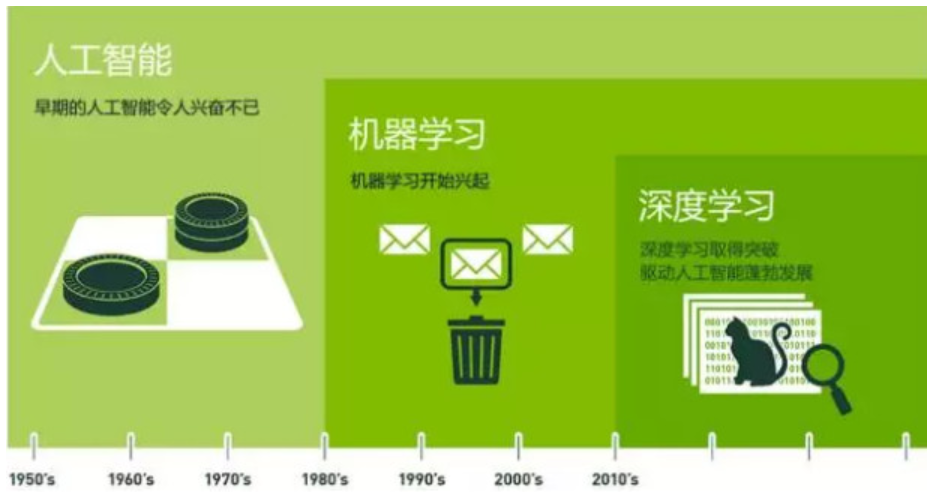 人工智能
早期的人工智能令人兴奋不已
机器学习
机器学习开始兴起
深度学习
深度学习取得突破
驱动人工智能蓬勃发展
1950's
1960's
1970's
1980's
1990's
2000's
2010's